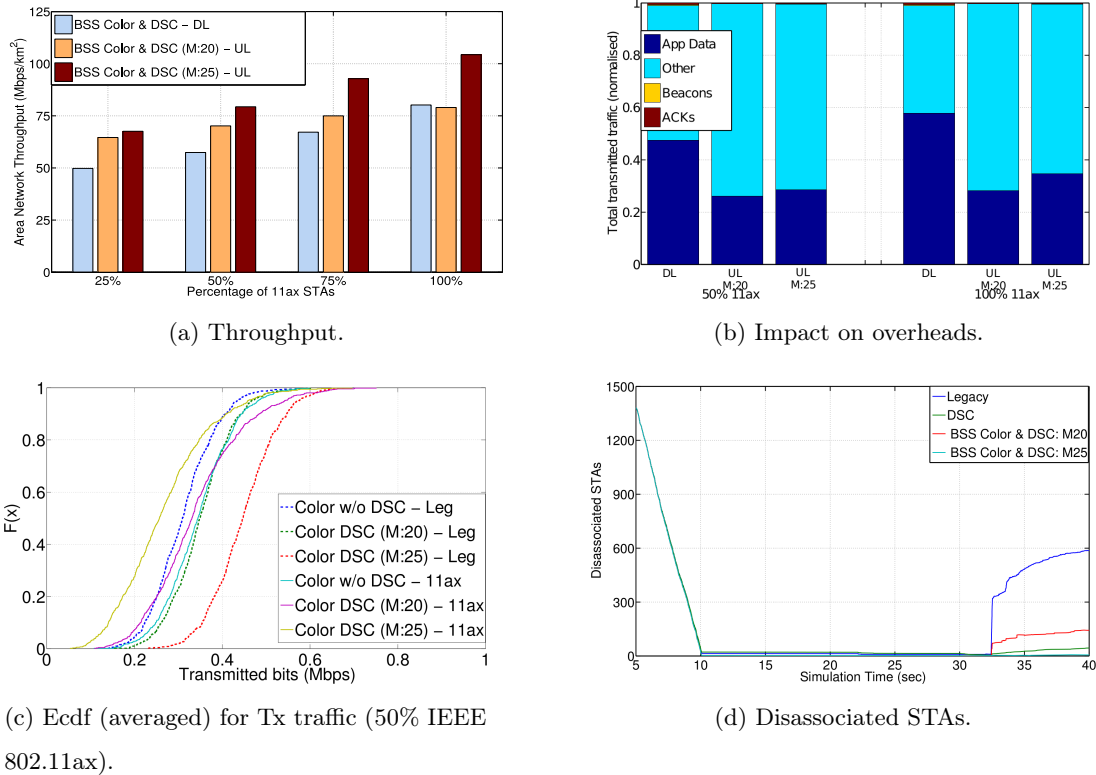 BSS Color & DSC – DL
BSS Color & DSC (M:20) – UL
BSS Color & DSC (M:25) – UL
Area Network Throughput (Mbps/km²)
125
100
75
50
25
0
25%
50%
75%
100%
Percentage of 11ax STAs
(a) Throughput.
Total transmitted traffic (normalised)
1
0.8
0.6
0.4
0.2
0
App Data
Other
Beacons
ACKs
DL
UL
M:20
UL
M:25
DL
UL
M:20
UL
M:25
50% 11ax
100% 11ax
(b) Impact on overheads.
F(x)
1
0.8
0.6
0.4
0.2
0
0
0.2
0.4
0.6
0.8
1
Transmitted bits (Mbps)
Color w/o DSC – Leg
Color DSC (M:20) – Leg
Color DSC (M:25) – Leg
Color w/o DSC – 11ax
Color DSC (M:20) – 11ax
Color DSC (M:25) – 11ax
(c) Ecdf (averaged) for Tx traffic (50% IEEE
802.11ax).
Disassociated STAs
1500
1200
900
600
300
0
5
10
15
20
25
30
35
40
Simulation Time (sec)
Legacy
DSC
BSS Color & DSC: M20
BSS Color & DSC: M25
(d) Disassociated STAs.